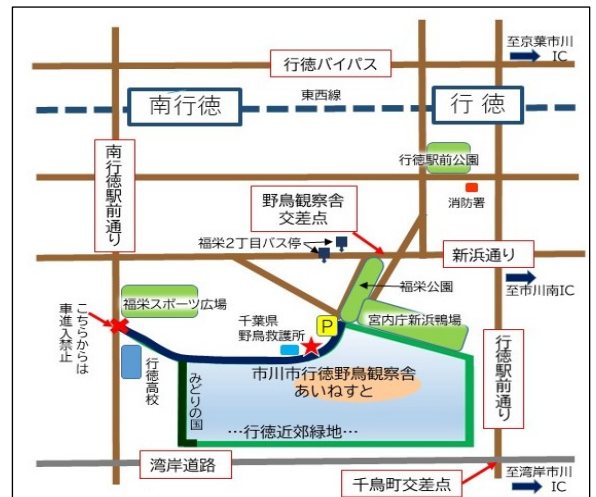 至京葉市川
IC
行徳バイパス
南行徳
東西線
行徳
行徳駅前公園
南行徳駅前通り
野鳥観察舎
交差点
消防署
福栄2丁目バス停
新浜通り
福栄公園
至市川南IC
こちらからは
車進入禁止
福栄スポーツ広場
千葉県
野鳥救護所
P
宮内庁新浜鴨場
行徳高校
みどりの国
市川市行徳野鳥観察舎
あいねすと
行徳駅前通り
…行徳近郊緑地…
湾岸道路
千鳥町交差点
至湾岸市川
IC